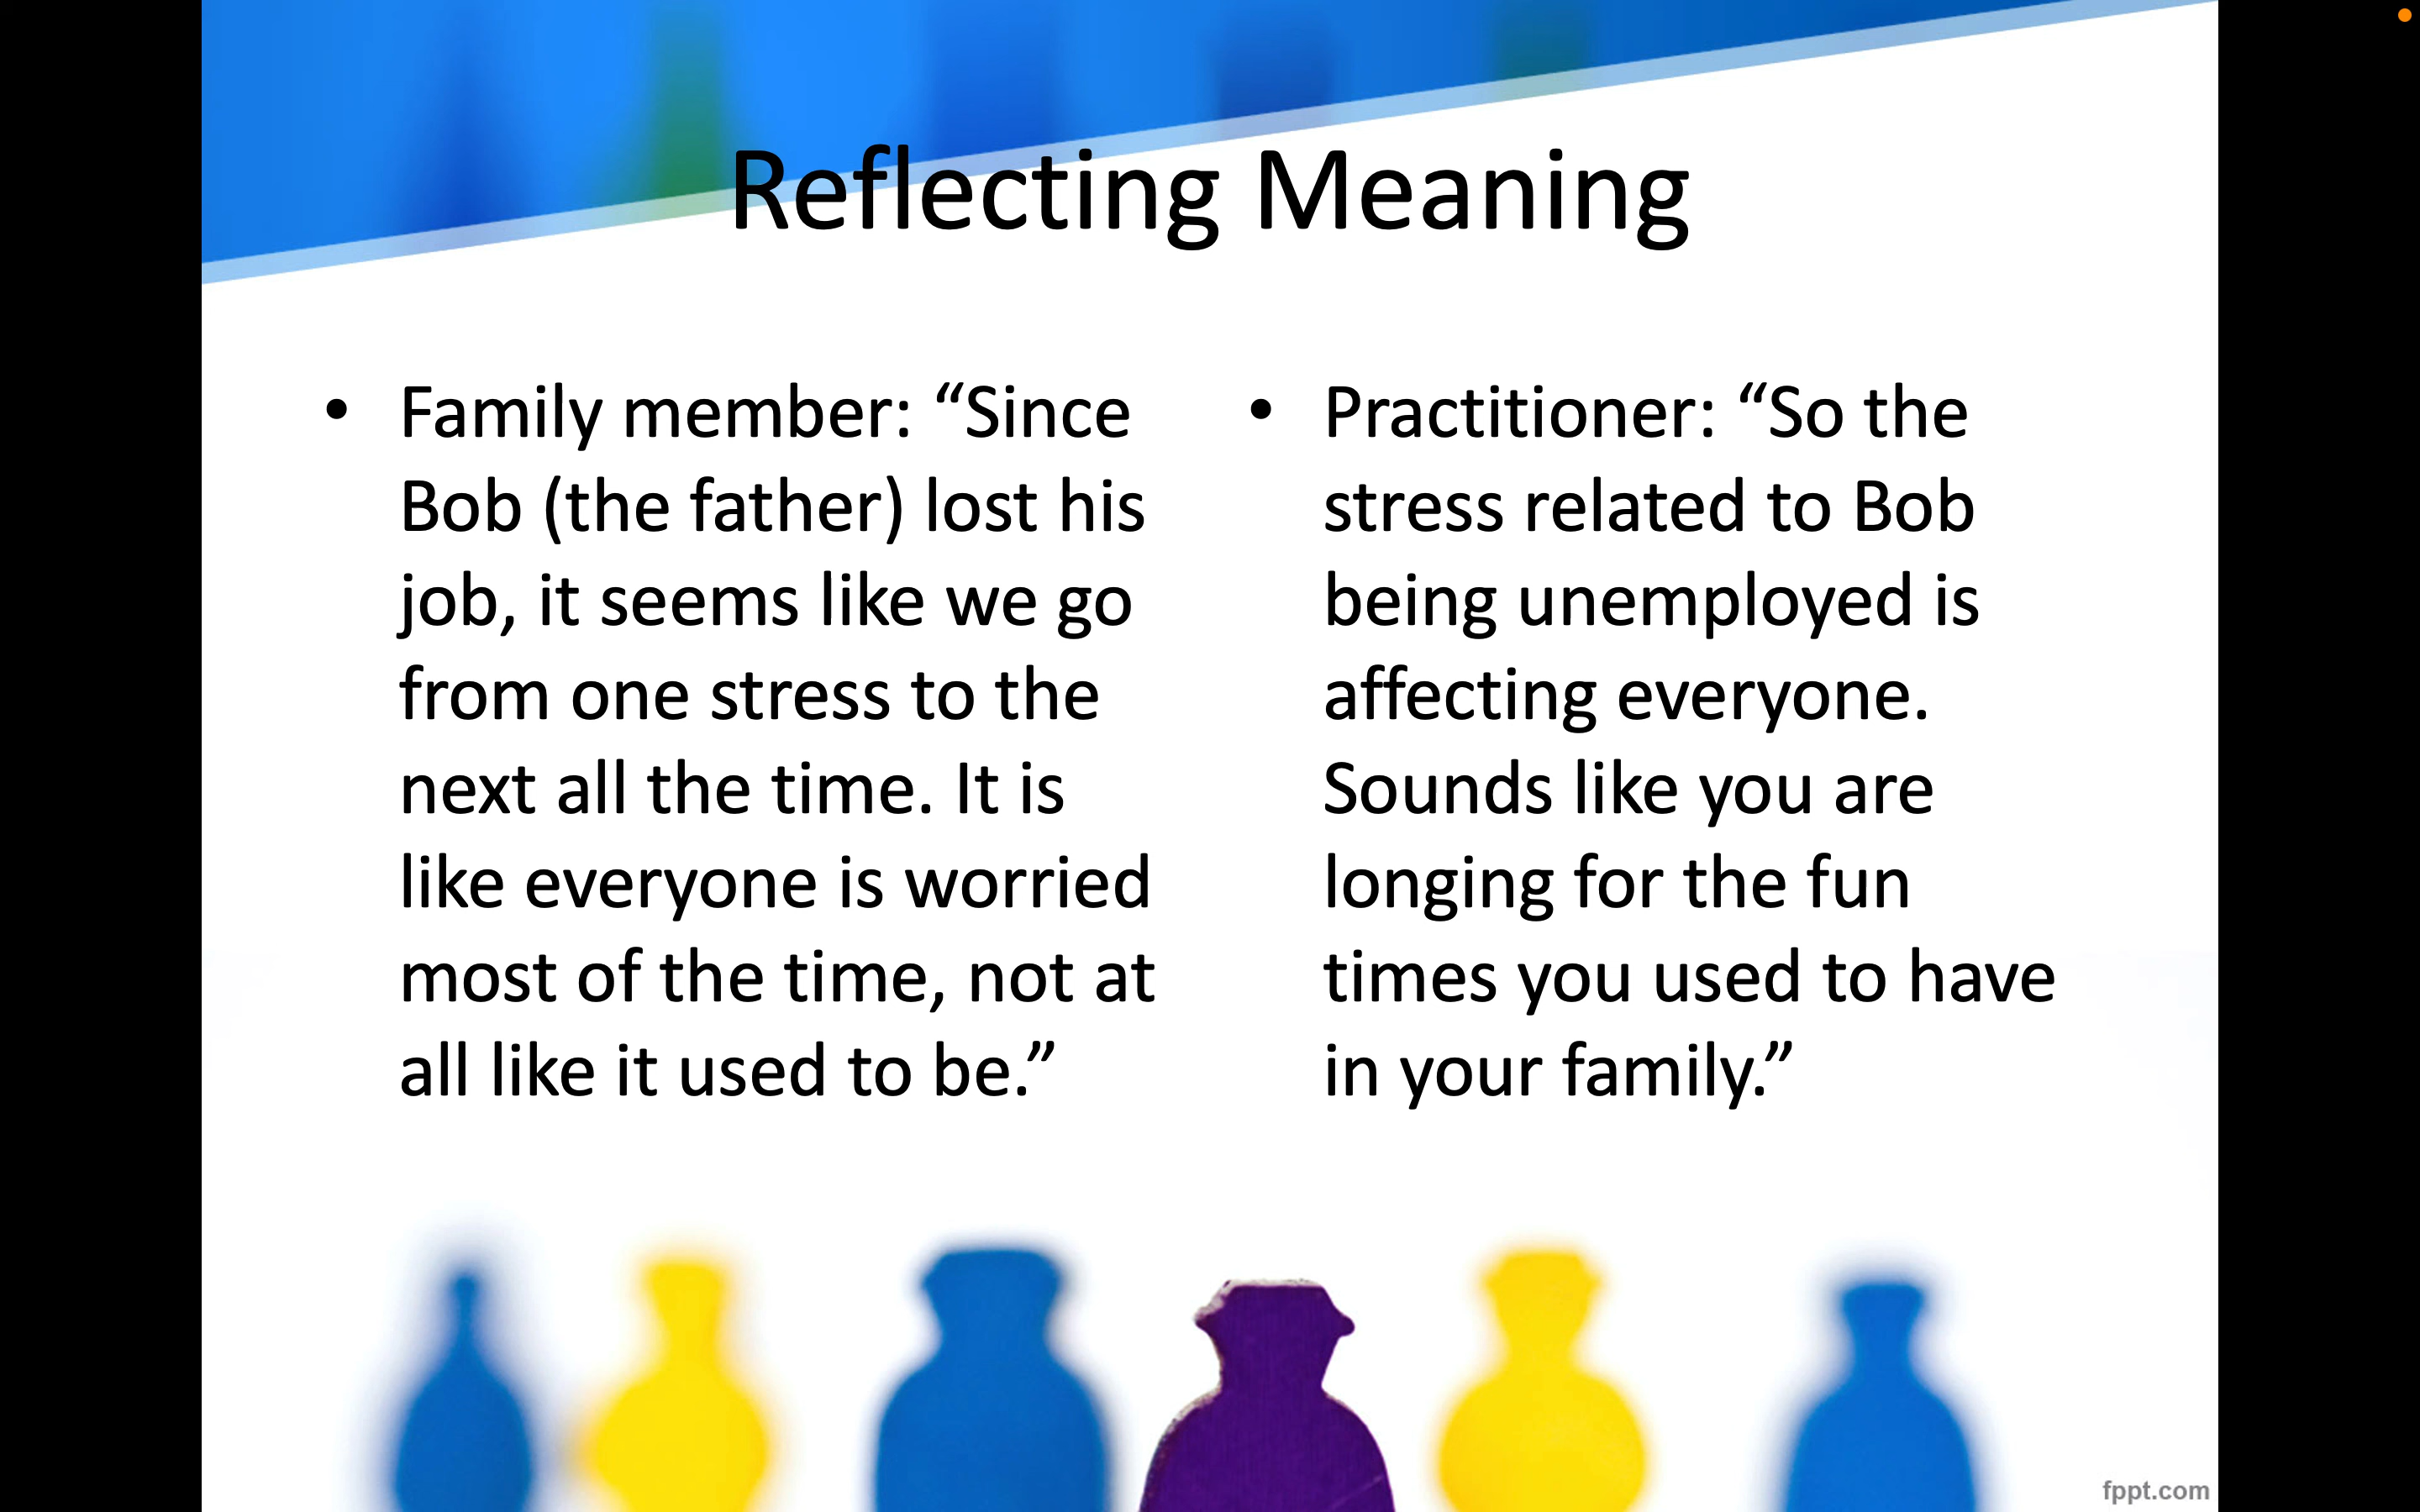 Reflecting Meaning
• Family member: “Since
Bob (the father) lost his
job, it seems like we go
from one stress to the
next all the time. It is
like everyone is worried
most of the time, not at
all like it used to be.”
• Practitioner: “So the
stress related to Bob
being unemployed is
affecting everyone.
Sounds like you are
longing for the fun
times you used to have
in your family.”
fppt.com